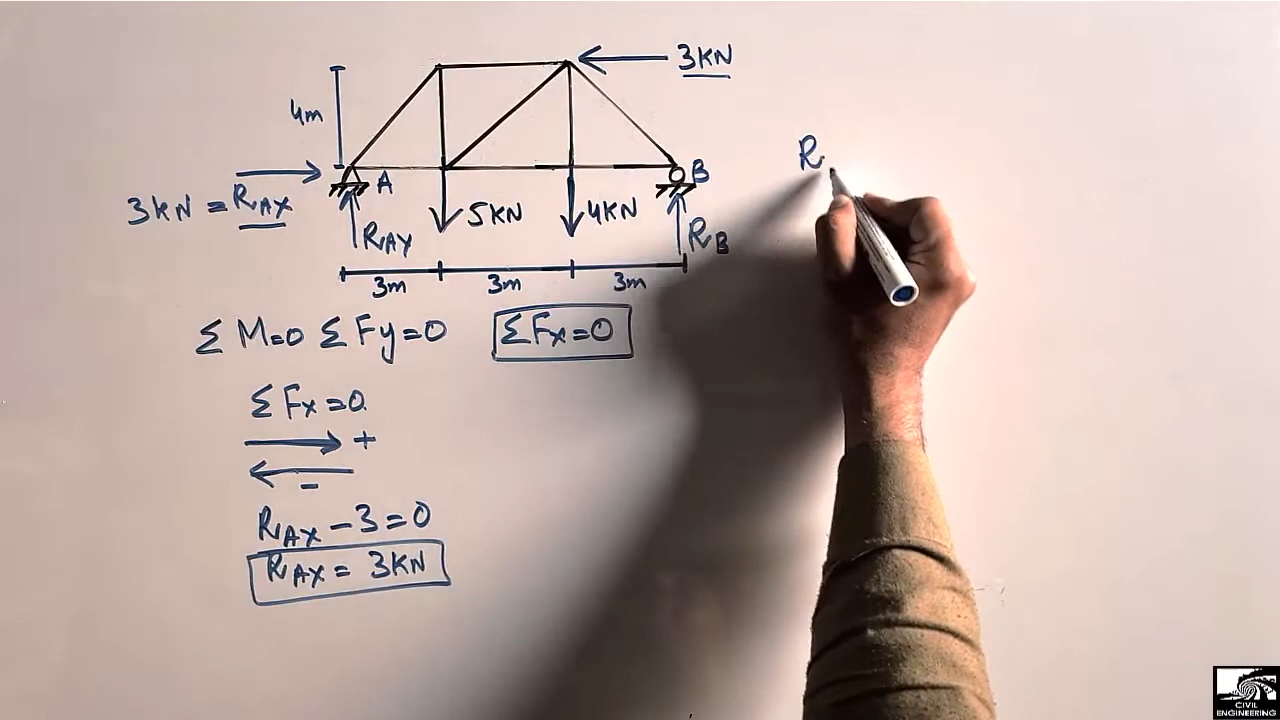 3KN
4m
A
B
3KN = RAX
RAY
5KN
4KN
RB
3m 3m 3m
ΣM=0 ΣFy=0 ΣFx=0
ΣFx=0
+
-
RAX - 3 = 0
RAX = 3KN
R
CIVIL
ENGINEERING